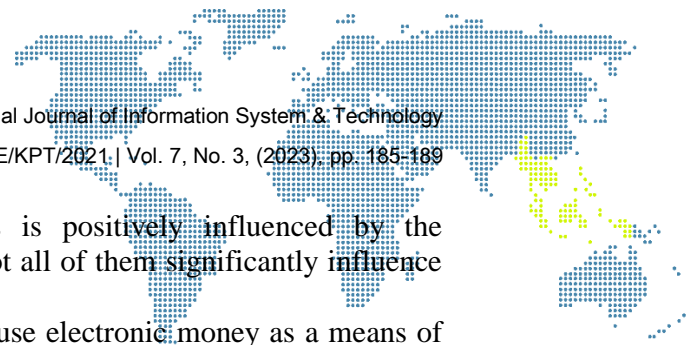 al Journal of Information System & Technology
E/KPT/2021 | Vol. 7, No. 3, (2023), pp. 185-189
is positively influenced by the
ot all of them significantly influence
use electronic money as a means of